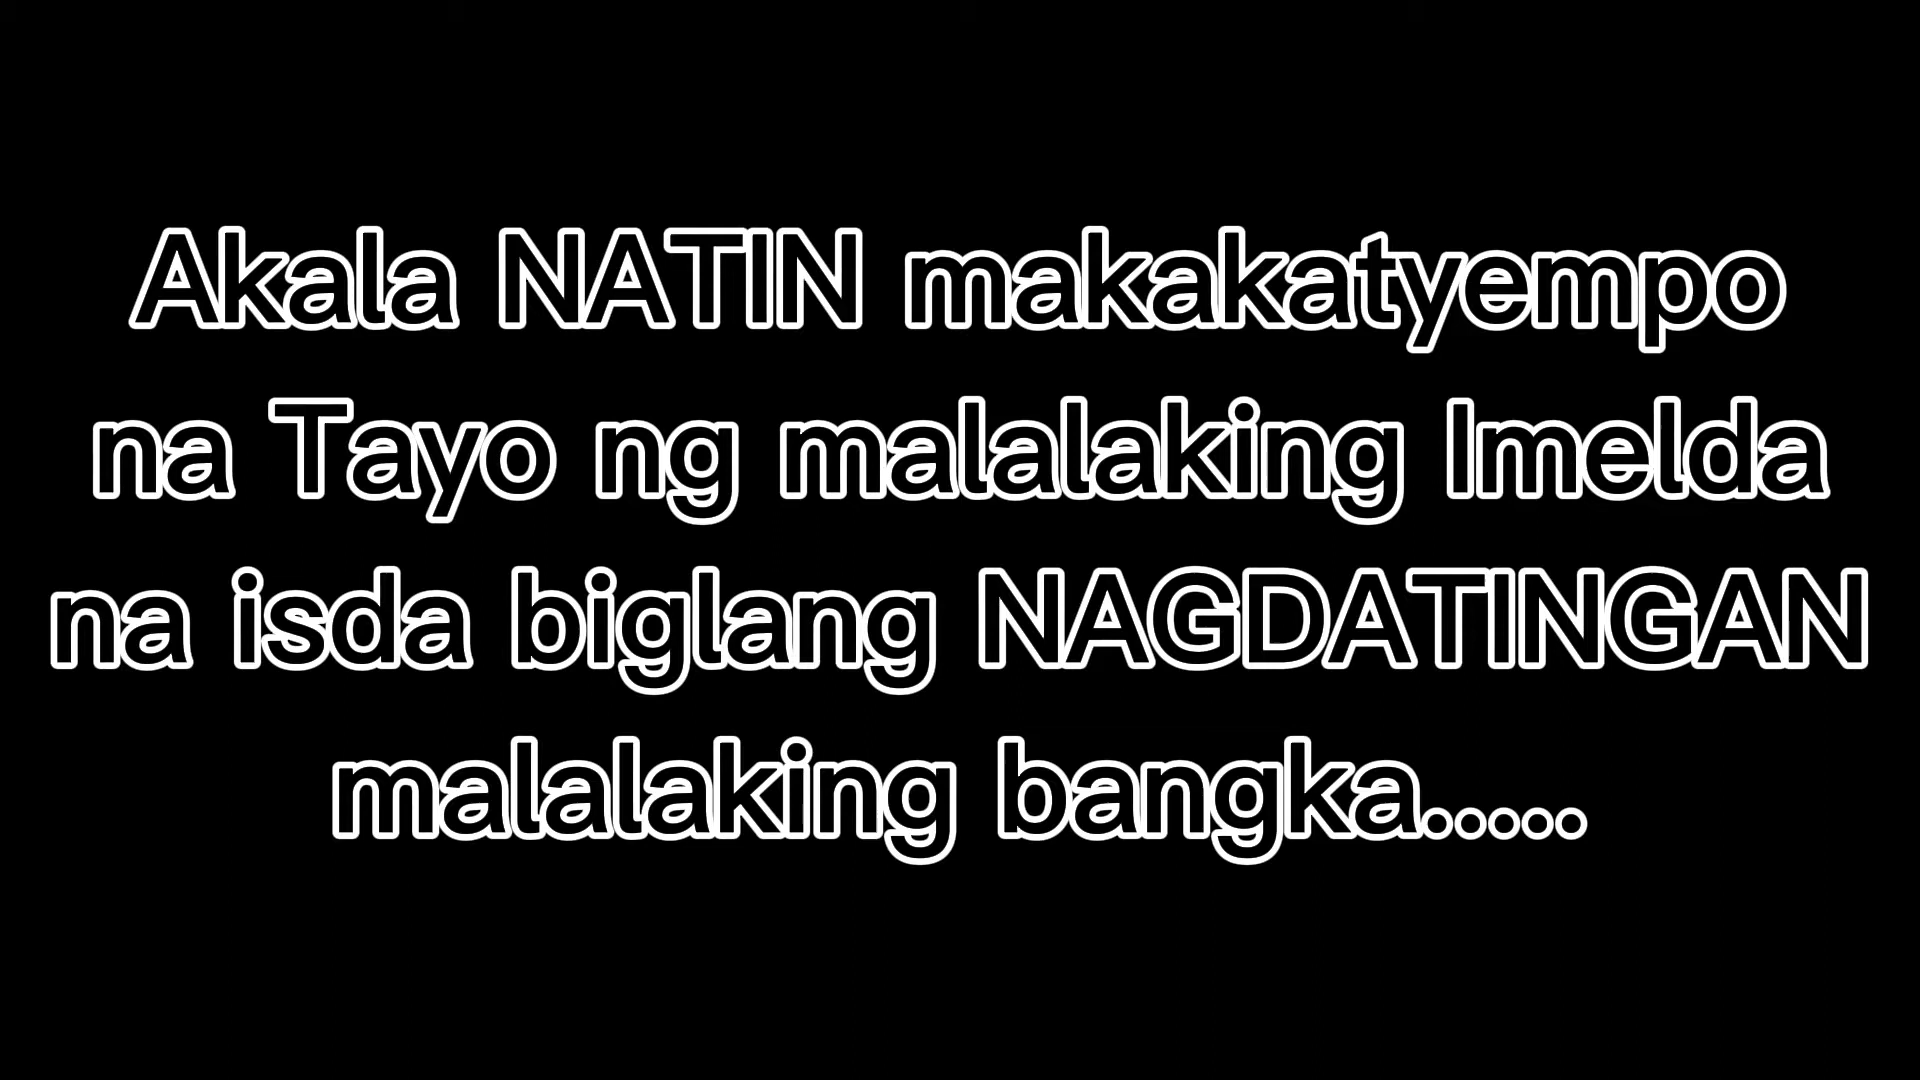 Akala NATIN makakatyempo
na Tayo ng malalaking Imelda
na isda biglang NAGDATINGAN
malalaking bangka.....